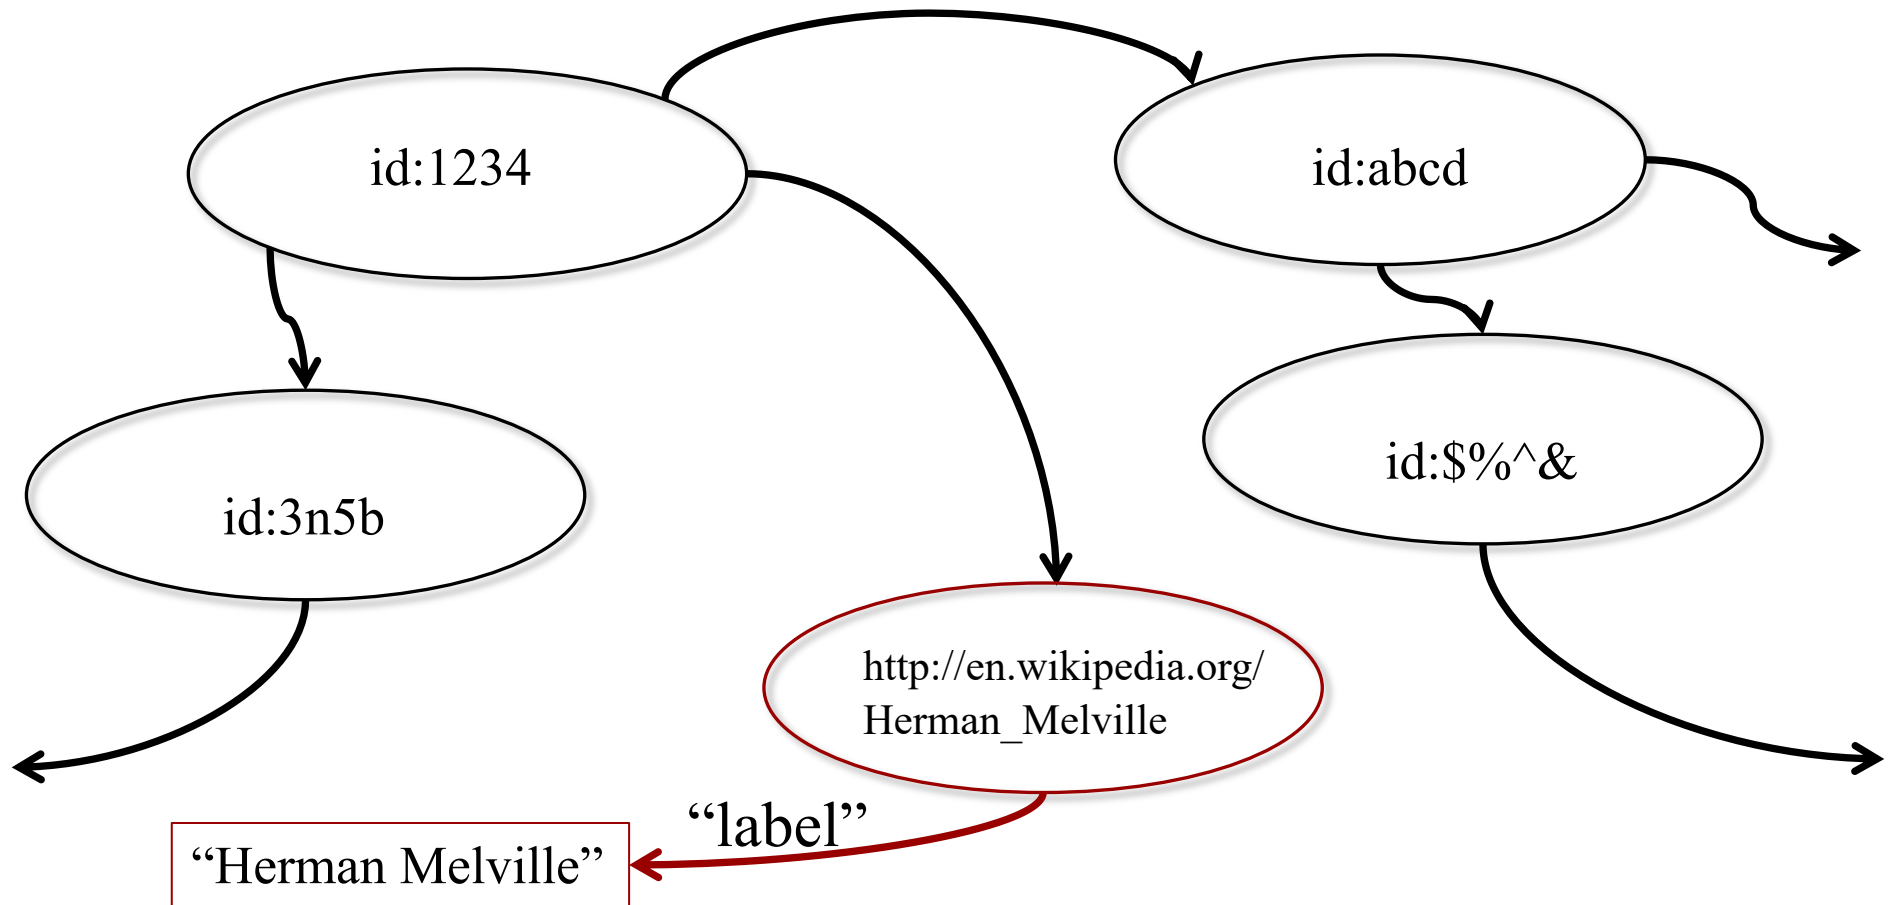 id:1234
id:abcd
id:$%^&
id:3n5b
http://en.wikipedia.org/
Herman_Melville
“label”
“Herman Melville”